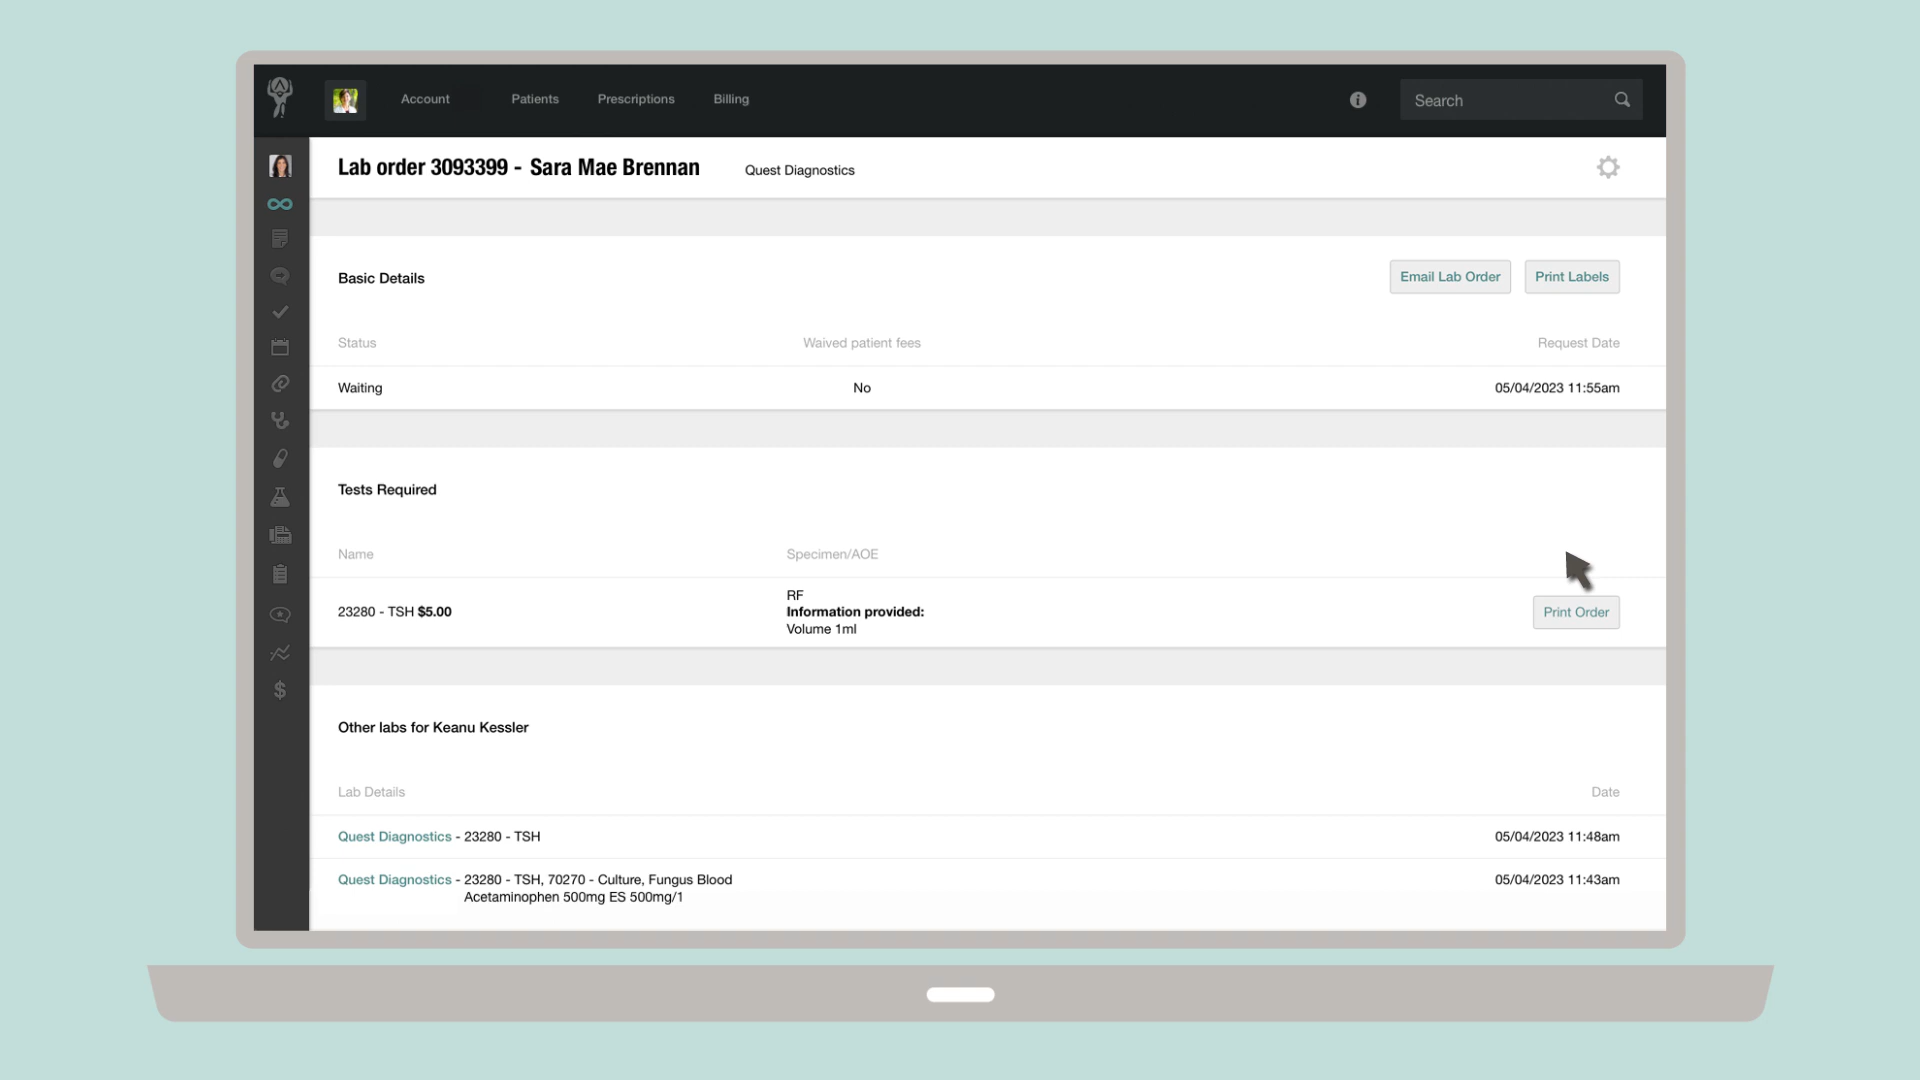 Account Patients Prescriptions Billing Search
Lab order 3093399 - Sara Mae Brennan Quest Diagnostics
Basic Details Email Lab Order Print Labels
Status Waived patient fees Request Date
Waiting No 05/04/2023 11:55am
Tests Required
Name Specimen/AOE
RF
23280 - TSH $5.00 Information provided: Print Order
Volume 1ml
Other labs for Keanu Kessler
Lab Details Date
Quest Diagnostics - 23280 - TSH 05/04/2023 11:48am
Quest Diagnostics - 23280 - TSH, 70270 - Culture, Fungus Blood 05/04/2023 11:43am
Acetaminophen 500mg ES 500mg/1